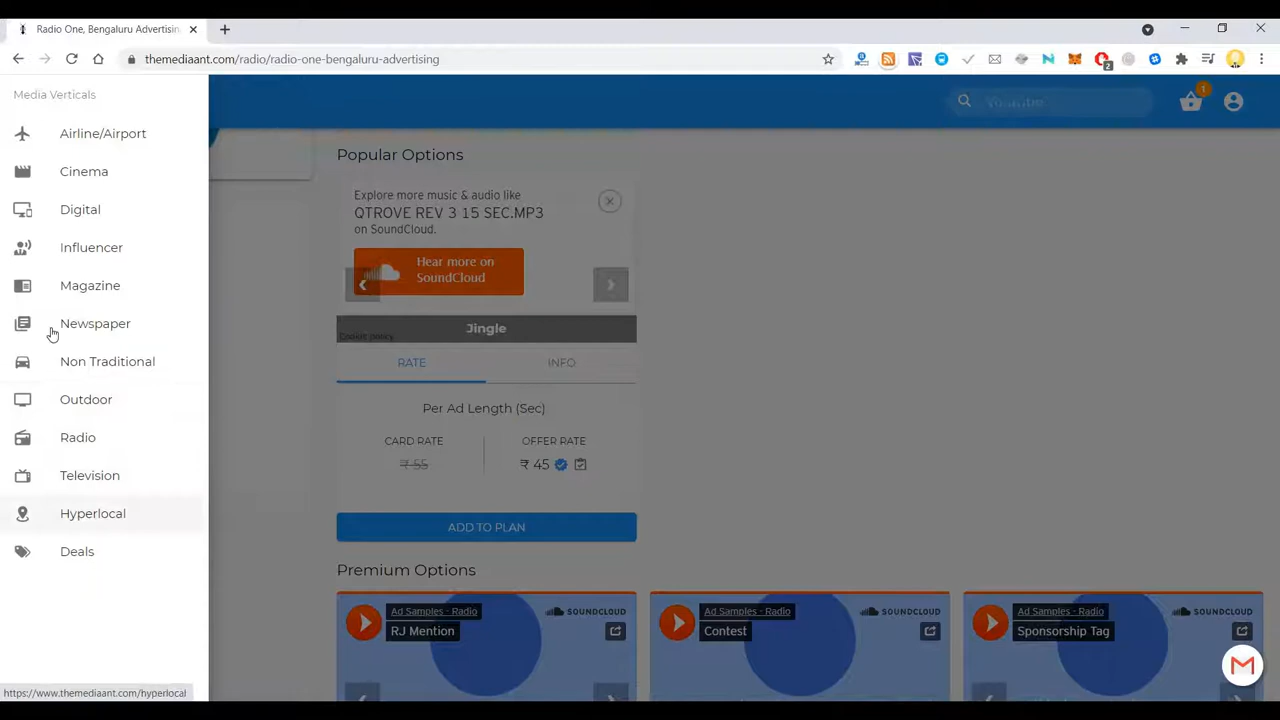 Radio One, Bengaluru Advertisin
themediaant.com/radio/radio-one-bengaluru-advertising
2
Media Verticals
Airline/Airport
Cinema
Digital
Influencer
Magazine
Newspaper
Non Traditional
Outdoor
Radio
Television
Hyperlocal
Deals
https://www.themediaant.com/hyperlocal
1
Popular Options
Explore more music & audio like
QTROVE REV 3 15 SEC.MP3
on SoundCloud.
Hear more on
SoundCloud
Cookie policy
Jingle
RATE INFO
Per Ad Length (Sec)
CARD RATE OFFER RATE
₹ 55 ₹ 45
ADD TO PLAN
Premium Options
Ad Samples - Radio SOUNDCLOUD
RJ Mention
Ad Samples - Radio SOUNDCLOUD
Contest
Ad Samples - Radio SOUNDCLOUD
Sponsorship Tag